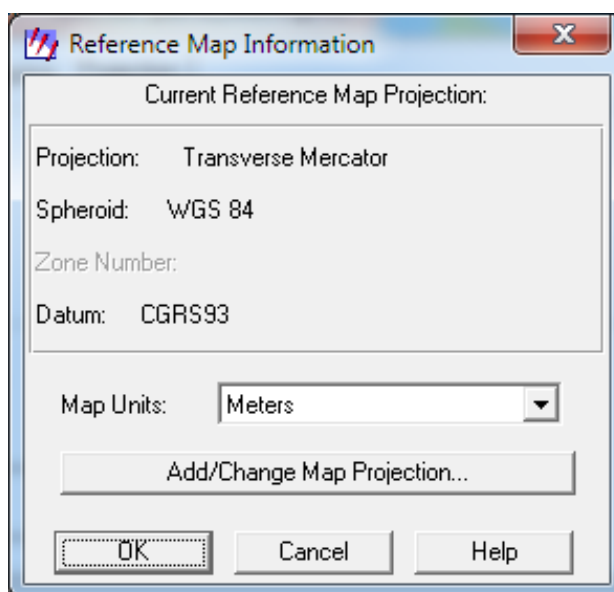 Reference Map Information
Current Reference Map Projection:
Projection: Transverse Mercator
Spheroid: WGS 84
Zone Number:
Datum: CGRS93
Map Units: Meters
Add/Change Map Projection...
OK Cancel Help